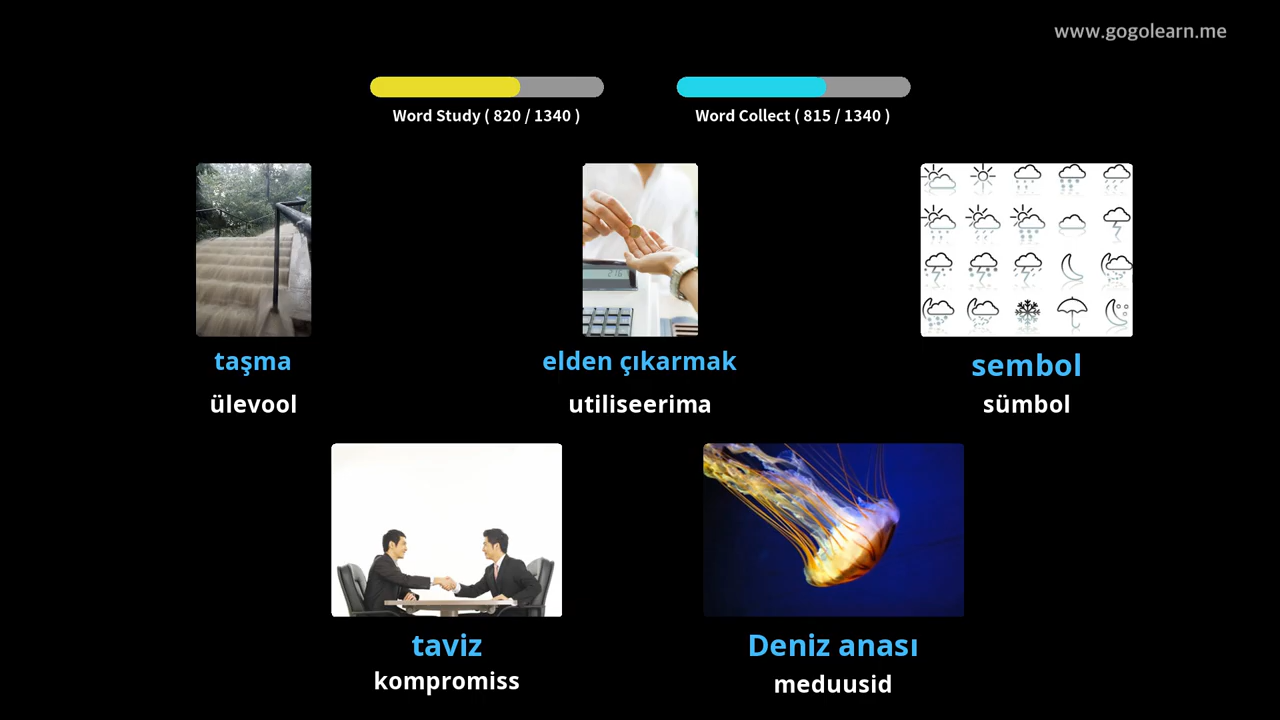 www.gogolearn.me
Word Study ( 820 / 1340 )
Word Collect ( 815 / 1340 )
taşma
elden çıkarmak
sembol
ülevool
utiliseerima
sümbol
taviz
Deniz anası
kompromiss
meduusid